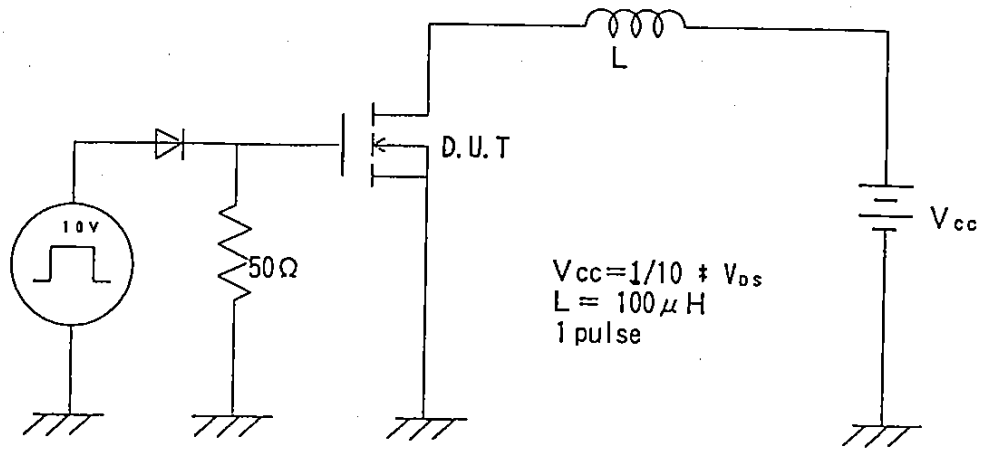 L
D.U.T
10V
50Ω
Vcc
Vcc=1/10 * VDS
L = 100μH
1 pulse